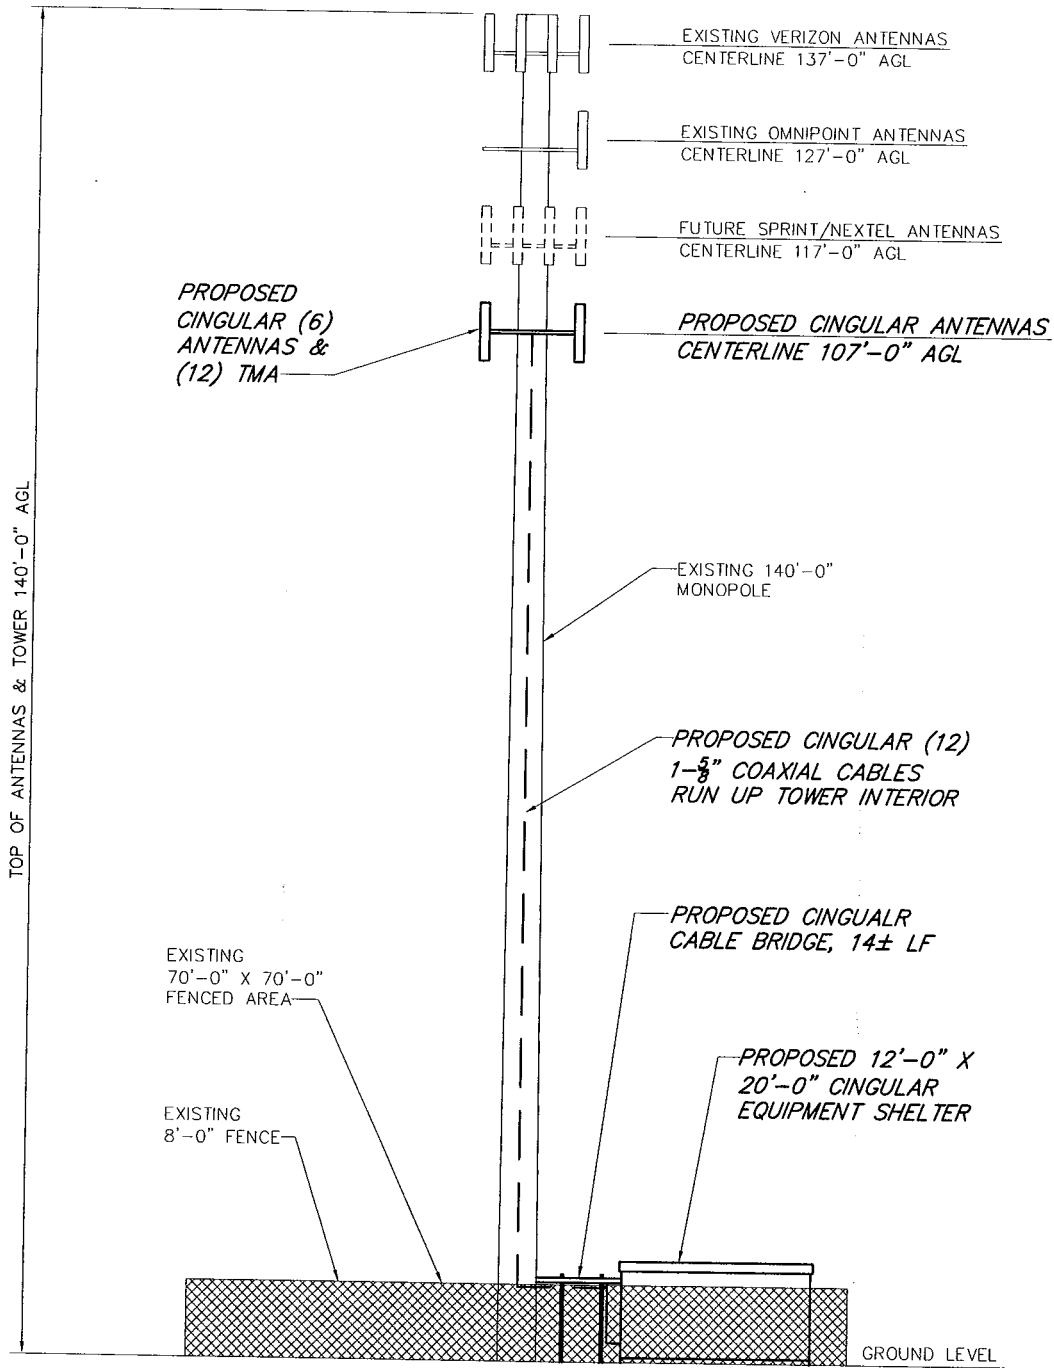 EXISTING VERIZON ANTENNAS
CENTERLINE 137'-0" AGL
EXISTING OMNIPOINT ANTENNAS
CENTERLINE 127'-0" AGL
FUTURE SPRINT/NEXTEL ANTENNAS
CENTERLINE 117'-0" AGL
PROPOSED
CINGULAR (6)
ANTENNAS &
(12) TMA
PROPOSED CINGULAR ANTENNAS
CENTERLINE 107'-0" AGL
TOP OF ANTENNAS & TOWER 140'-0" AGL
EXISTING 140'-0"
MONOPOLE
PROPOSED CINGULAR (12)
1-5/8" COAXIAL CABLES
RUN UP TOWER INTERIOR
PROPOSED CINGUALR
CABLE BRIDGE, 14± LF
EXISTING
70'-0" X 70'-0"
FENCED AREA
PROPOSED 12'-0" X
20'-0" CINGULAR
EQUIPMENT SHELTER
EXISTING
8'-0" FENCE
GROUND LEVEL